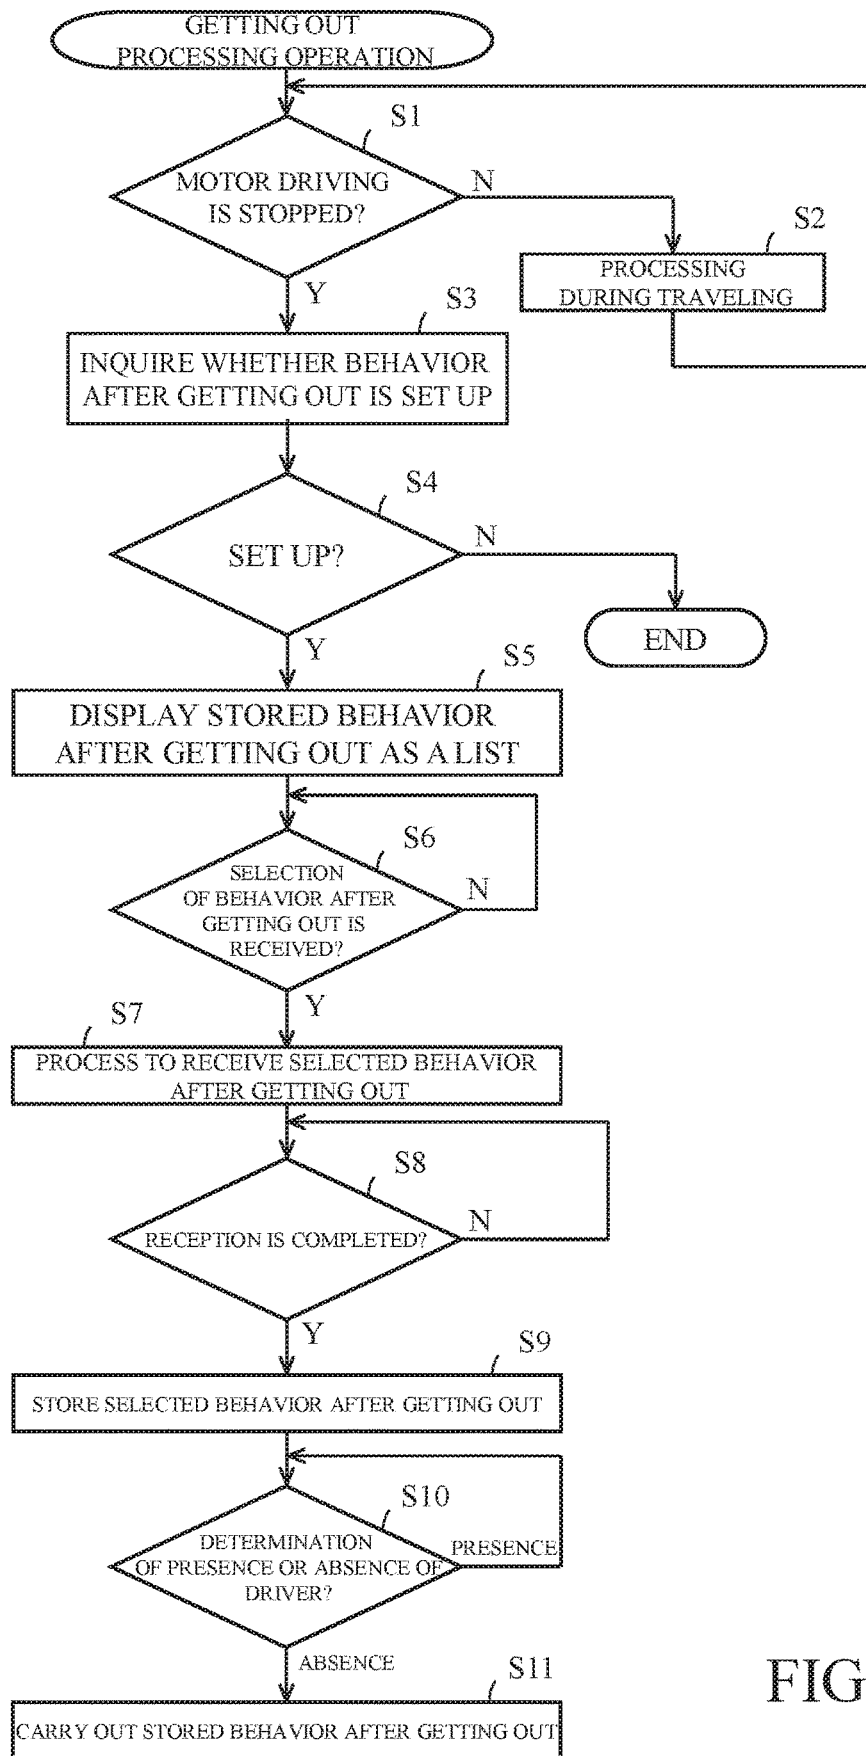 GETTING OUT
PROCESSING OPERATION
S1
MOTOR DRIVING
IS STOPPED?
N
S2
PROCESSING
DURING TRAVELING
Y
S3
INQUIRE WHETHER BEHAVIOR
AFTER GETTING OUT IS SET UP
S4
SET UP?
N
END
Y
S5
DISPLAY STORED BEHAVIOR
AFTER GETTING OUT AS A LIST
S6
SELECTION
OF BEHAVIOR AFTER
GETTING OUT IS
RECEIVED?
N
Y
S7
PROCESS TO RECEIVE SELECTED BEHAVIOR
AFTER GETTING OUT
S8
RECEPTION IS COMPLETED?
N
Y
S9
STORE SELECTED BEHAVIOR AFTER GETTING OUT
S10
DETERMINATION
OF PRESENCE OR ABSENCE OF
DRIVER?
PRESENCE
ABSENCE
S11
CARRY OUT STORED BEHAVIOR AFTER GETTING OUT
FIG